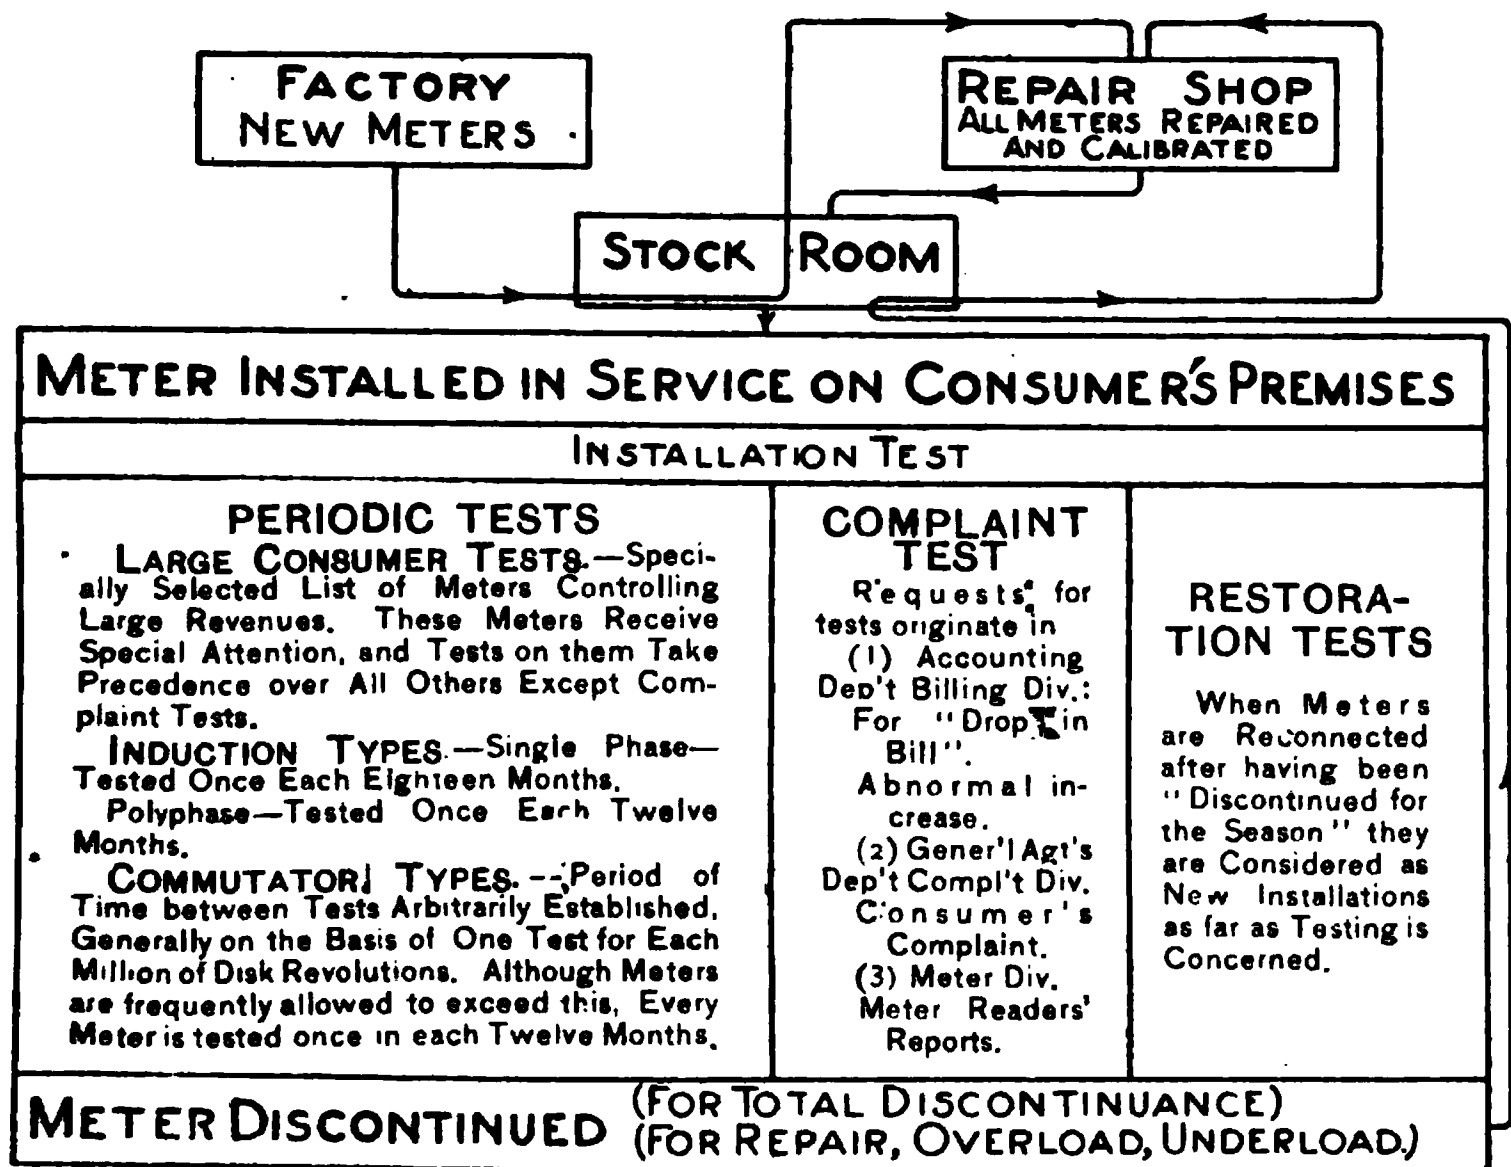 FACTORY
NEW METERS
REPAIR SHOP
ALL METERS REPAIRED
AND CALIBRATED
STOCK ROOM
METER INSTALLED IN SERVICE ON CONSUMER'S PREMISES
INSTALLATION TEST
PERIODIC TESTS
LARGE CONSUMER TESTS.—Speci-
ally Selected List of Meters Controlling
Large Revenues. These Meters Receive
Special Attention, and Tests on them Take
Precedence over All Others Except Com-
plaint Tests.
INDUCTION TYPES.—Single Phase—
Tested Once Each Eighteen Months.
Polyphase—Tested Once Each Twelve
Months.
COMMUTATOR TYPES.—Period of
Time between Tests Arbitrarily Established,
Generally on the Basis of One Test for Each
Million of Disk Revolutions. Although Meters
are frequently allowed to exceed this, Every
Meter is tested once in each Twelve Months.
COMPLAINT
TEST
Requests for
tests originate in
(1) Accounting
Dep't Billing Div.:
For "Drop in
Bill".
Abnormal in-
crease.
(2) Gener'l Agt's
Dep't Compl't Div.
Consumer's
Complaint.
(3) Meter Div.
Meter Readers'
Reports.
RESTORA-
TION TESTS
When Meters
are Reconnected
after having been
"Discontinued for
the Season" they
are Considered as
New Installations
as far as Testing is
Concerned.
METER DISCONTINUED (FOR TOTAL DISCONTINUANCE)
(FOR REPAIR, OVERLOAD, UNDERLOAD.)